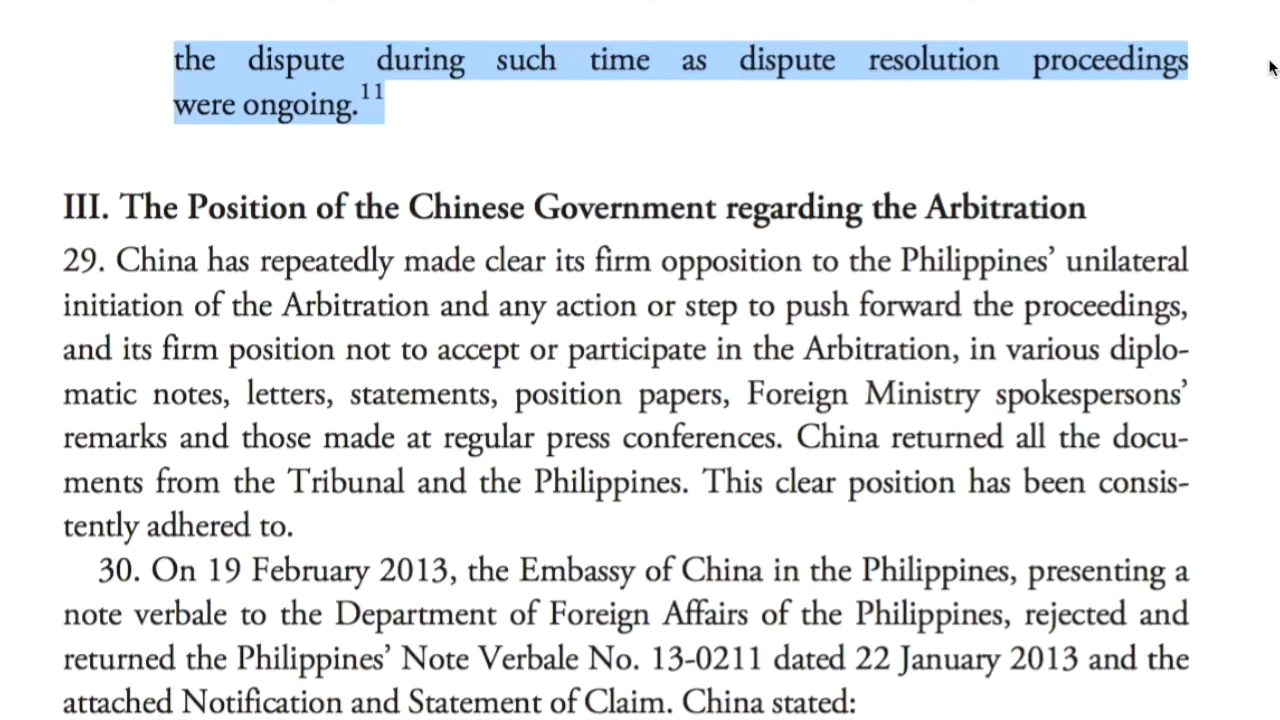 the dispute during such time as dispute resolution proceedings
were ongoing.11
III. The Position of the Chinese Government regarding the Arbitration
29. China has repeatedly made clear its firm opposition to the Philippines’ unilateral
initiation of the Arbitration and any action or step to push forward the proceedings,
and its firm position not to accept or participate in the Arbitration, in various diplo-
matic notes, letters, statements, position papers, Foreign Ministry spokespersons’
remarks and those made at regular press conferences. China returned all the docu-
ments from the Tribunal and the Philippines. This clear position has been consis-
tently adhered to.
30. On 19 February 2013, the Embassy of China in the Philippines, presenting a
note verbale to the Department of Foreign Affairs of the Philippines, rejected and
returned the Philippines’ Note Verbale No. 13-0211 dated 22 January 2013 and the
attached Notification and Statement of Claim. China stated: